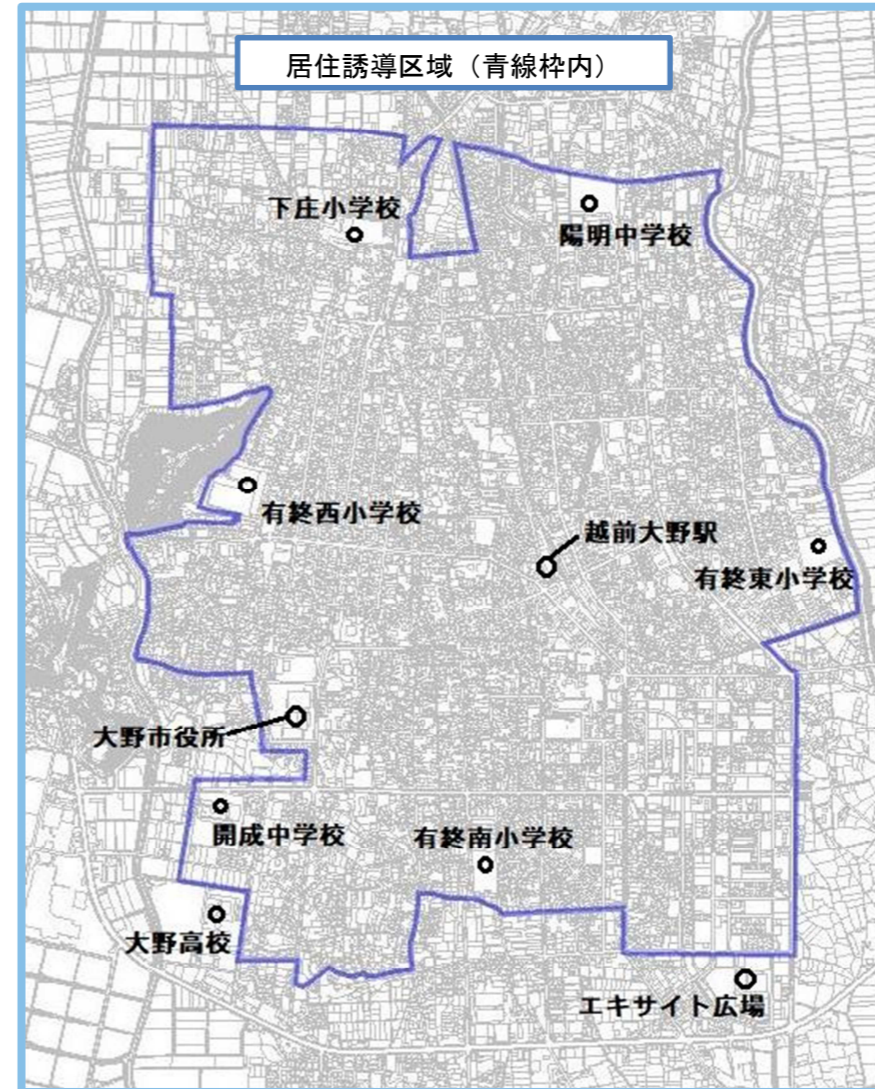 居住誘導区域（青線枠内）
下庄小学校
陽明中学校
有終西小学校
越前大野駅
有終東小学校
大野市役所
開成中学校
有終南小学校
大野高校
エキサイト広場